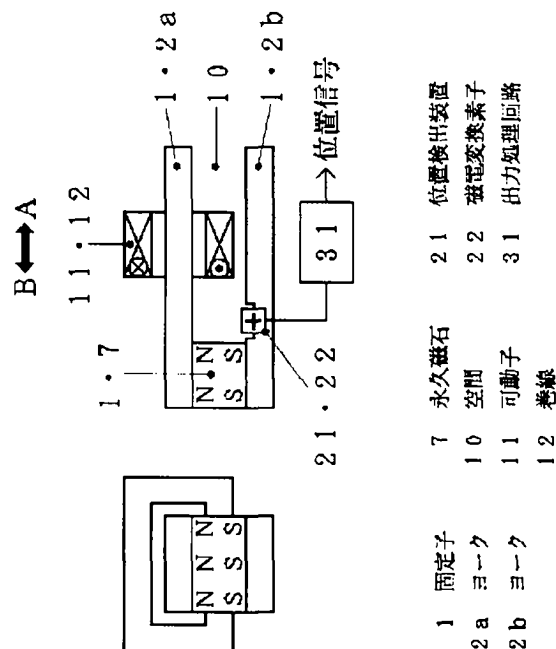 B ↔ A
11・12
1・2a
10
1・2b
1・7
N N
S S
21・22
31
位置信号
N N N
S S S
1 固定子
2a ヨーク
2b ヨーク
7 永久磁石
10 空間
11 可動子
12 巻線
21 位置検出装置
22 磁電変換素子
31 出力処理回路